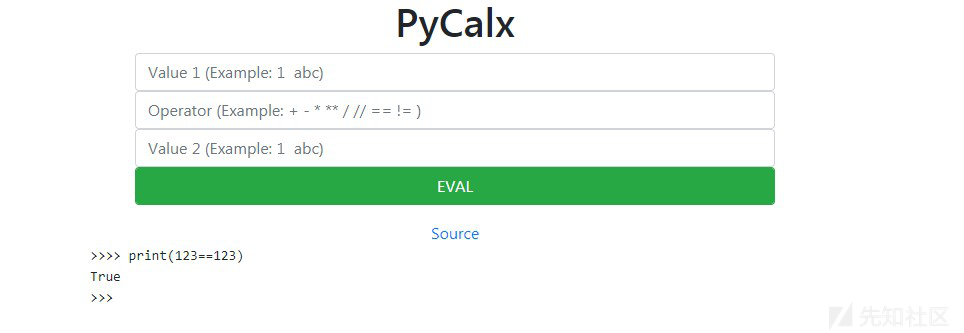 PyCalx
Value 1 (Example: 1 abc)
Operator (Example: + - * ** / // == != )
Value 2 (Example: 1 abc)
EVAL
Source
>>>> print(123==123)
True
>>>
先知社区